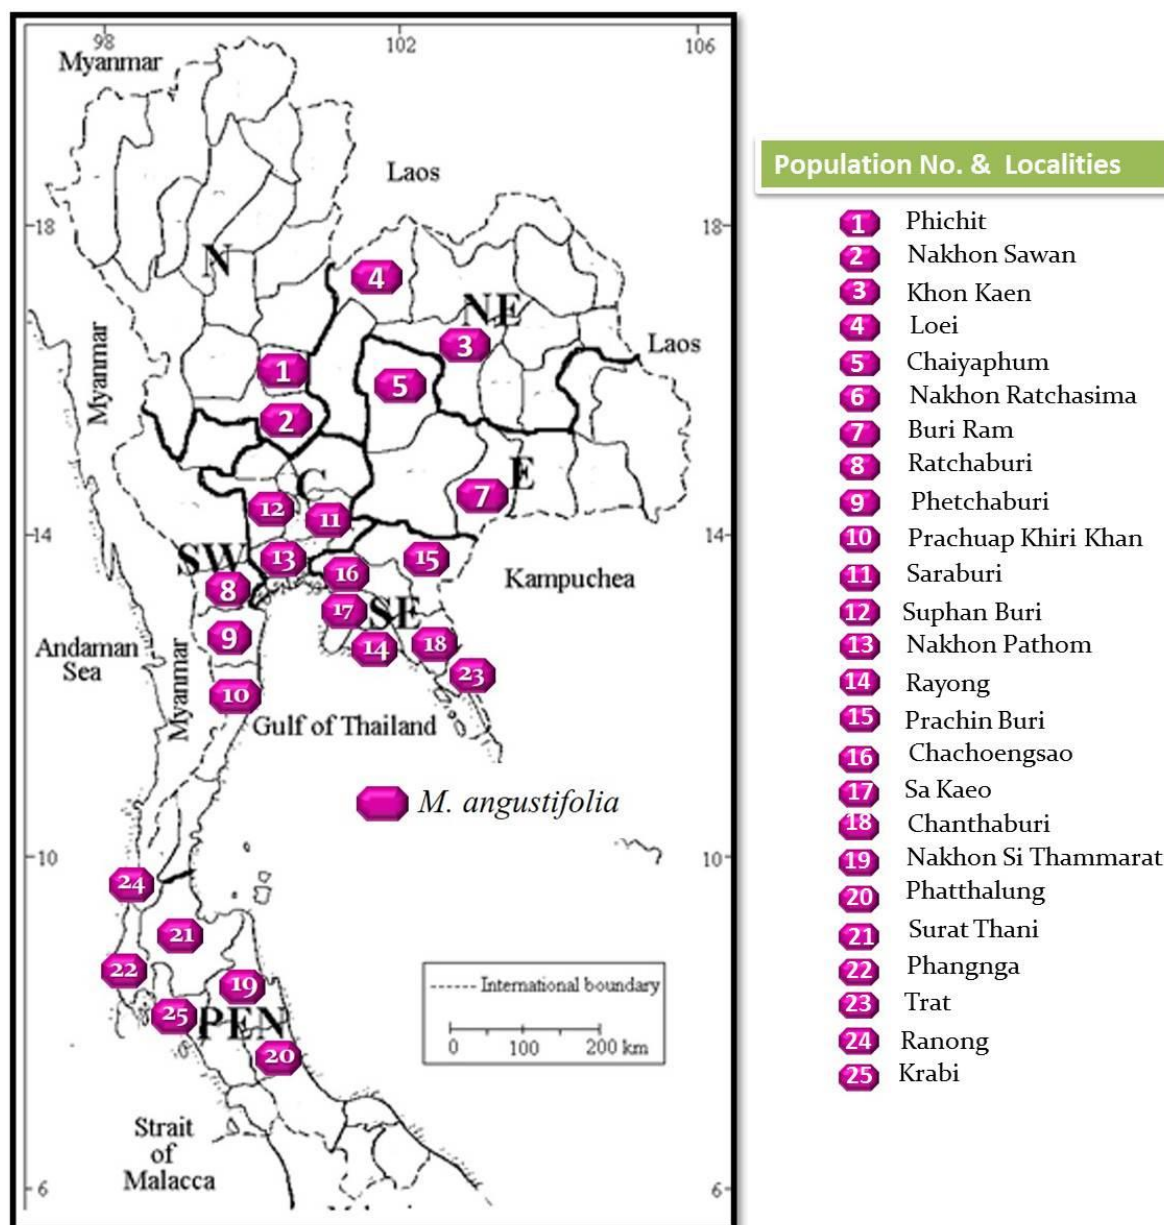 98 102 106
Myanmar
Laos
18 18
N
4
NE
3
Laos
Myanmar
1
5
2
C
E
7
12
11
14 14
SW
13
15
16
Kampuchea
8
17
SE
9
14
18
Andaman
Sea
23
Myanmar
10
Gulf of Thailand
M. angustifolia
10 10
24
21
22
19
International boundary
25
PEN
0 100 200 km
20
Strait
of
Malacca
6 6
Population No. & Localities
1 Phichit
2 Nakhon Sawan
3 Khon Kaen
4 Loei
5 Chaiyaphum
6 Nakhon Ratchasima
7 Buri Ram
8 Ratchaburi
9 Phetchaburi
10 Prachuap Khiri Khan
11 Saraburi
12 Suphan Buri
13 Nakhon Pathom
14 Rayong
15 Prachin Buri
16 Chachoengsao
17 Sa Kaeo
18 Chanthaburi
19 Nakhon Si Thammarat
20 Phatthalung
21 Surat Thani
22 Phangnga
23 Trat
24 Ranong
25 Krabi